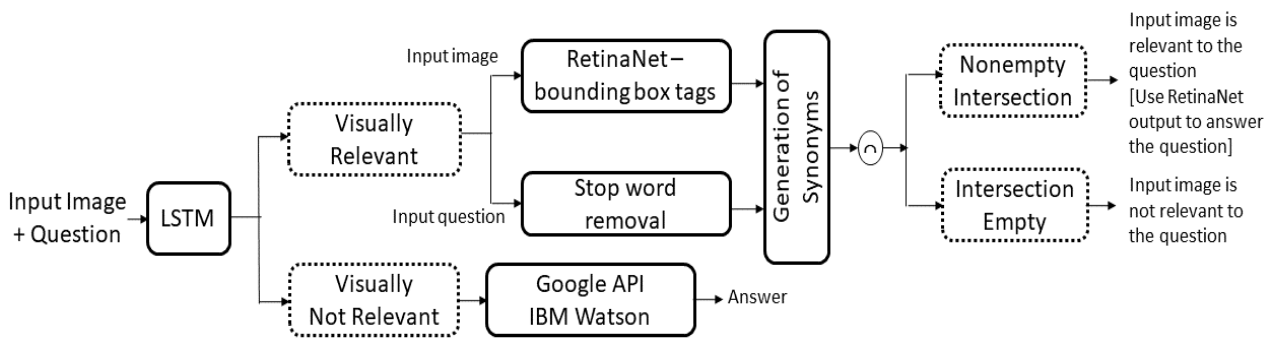 Input Image
+ Question
LSTM
Visually
Relevant
Visually
Not Relevant
Input image
Input question
RetinaNet –
bounding box tags
Stop word
removal
Google API
IBM Watson
Answer
Generation of
Synonyms
∩
Nonempty
Intersection
Intersection
Empty
Input image is
relevant to the
question
[Use RetinaNet
output to answer
the question]
Input image is
not relevant to
the question